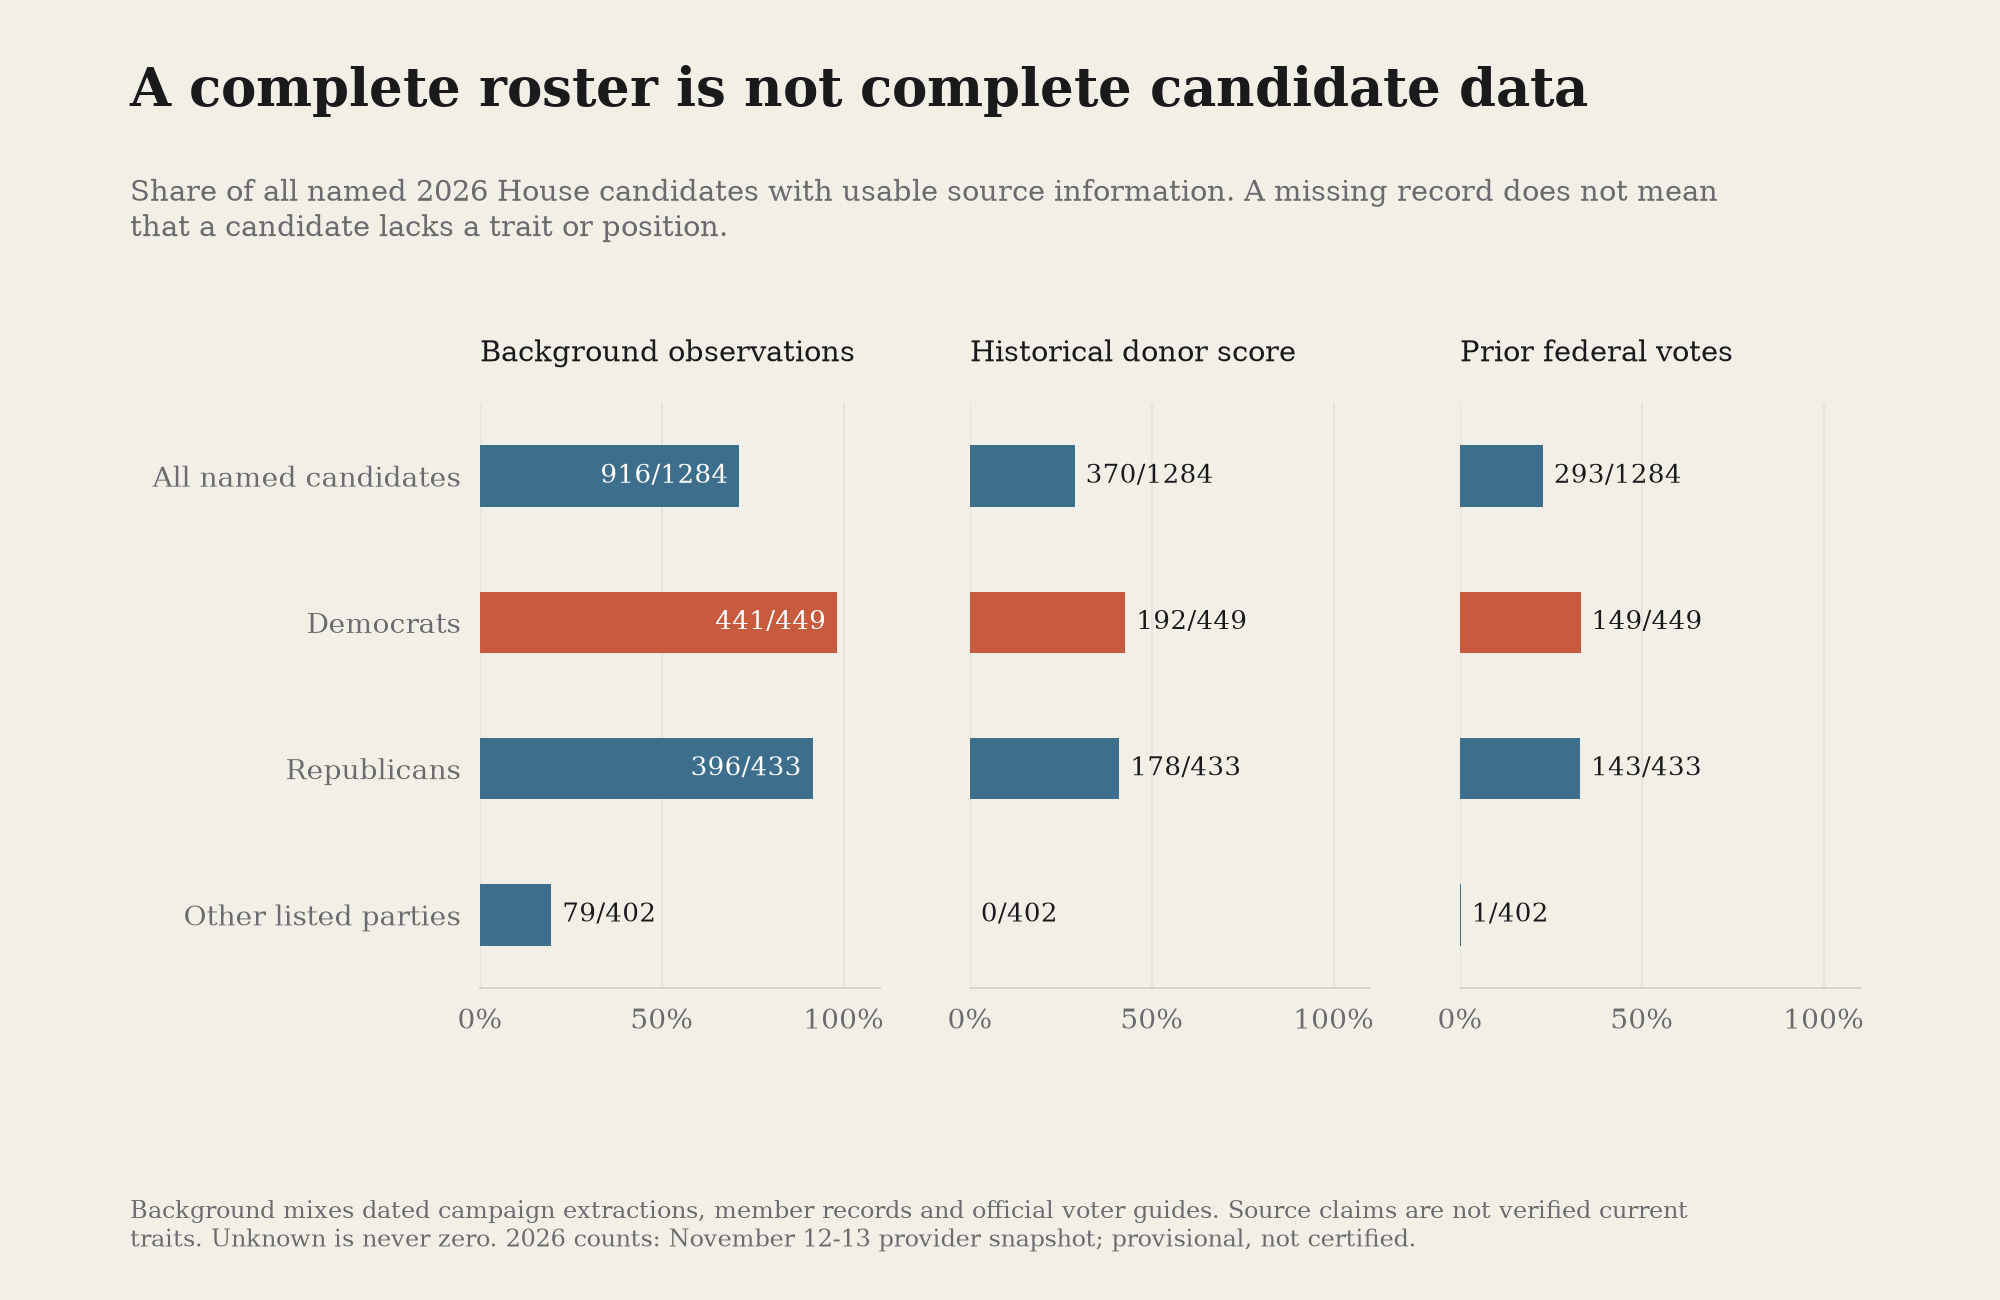 A complete roster is not complete candidate data
Share of all named 2026 House candidates with usable source information. A missing record does not mean
that a candidate lacks a trait or position.
Background observations
Historical donor score
Prior federal votes
All named candidates
916/1284
370/1284
293/1284
Democrats
441/449
192/449
149/449
Republicans
396/433
178/433
143/433
Other listed parties
79/402
0/402
1/402
0% 50% 100%
0% 50% 100%
0% 50% 100%
Background mixes dated campaign extractions, member records and official voter guides. Source claims are not verified current
traits. Unknown is never zero. 2026 counts: November 12-13 provider snapshot; provisional, not certified.